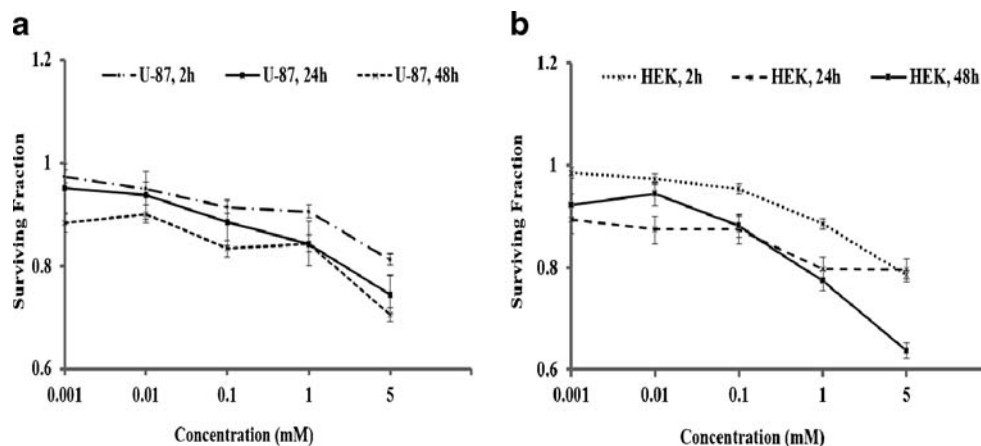 a
1.2
U-87, 2h U-87, 24h U-87, 48h
1
0.8
0.6
Surviving Fraction
0.001 0.01 0.1 1 5
Concentration (mM)
b
1.2
HEK, 2h HEK, 24h HEK, 48h
1
0.8
0.6
Surviving Fraction
0.001 0.01 0.1 1 5
Concentration (mM)